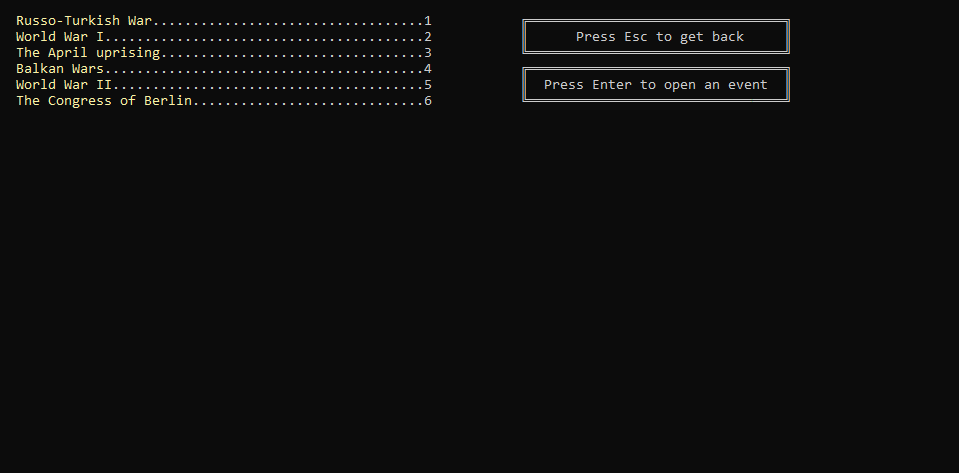 Russo-Turkish War..................................1
World War I........................................2
The April uprising.................................3
Balkan Wars........................................4
World War II.......................................5
The Congress of Berlin.............................6
Press Esc to get back
Press Enter to open an event